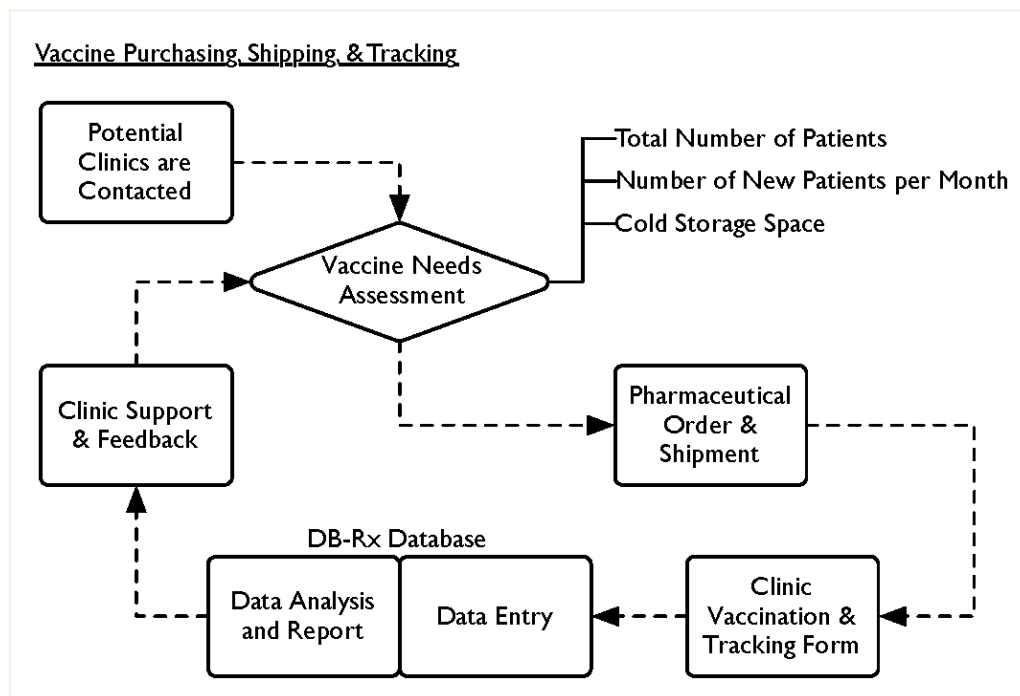 Vaccine Purchasing, Shipping, & Tracking
Potential
Clinics are
Contacted
Total Number of Patients
Number of New Patients per Month
Cold Storage Space
Vaccine Needs
Assessment
Clinic Support
& Feedback
Pharmaceutical
Order &
Shipment
DB-Rx Database
Data Analysis
and Report
Data Entry
Clinic
Vaccination &
Tracking Form